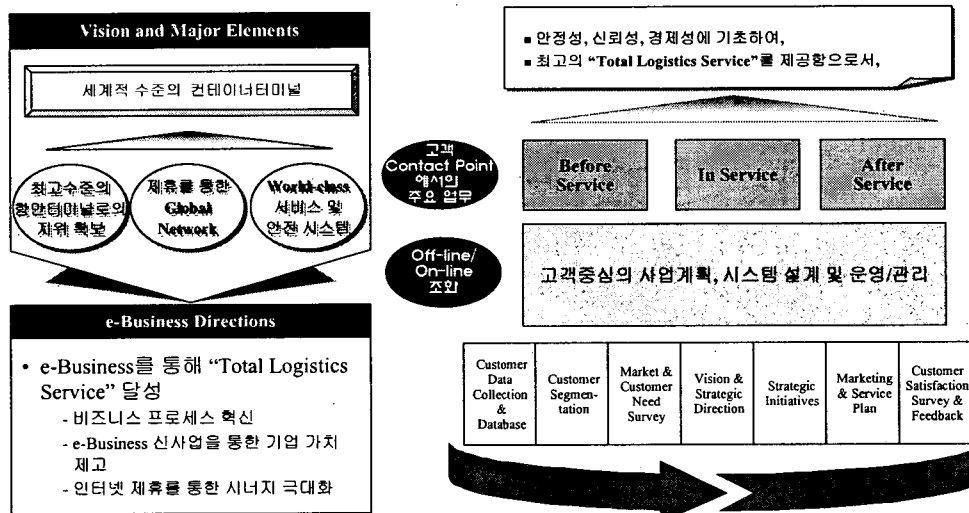 Vision and Major Elements
세계적 수준의 컨테이너터미널
최고수준의
항만터미널로의
지위 확보
제휴를 통한
Global
Network
World-class
서비스 및
안전 시스템
e-Business Directions
• e-Business를 통해 “Total Logistics
Service” 달성
- 비즈니스 프로세스 혁신
- e-Business 신사업을 통한 기업 가치
제고
- 인터넷 제휴를 통한 시너지 극대화
■ 안정성, 신뢰성, 경제성에 기초하여,
■ 최고의 “Total Logistics Service”를 제공함으로서,
고객
Contact Point
에서의
주요 업무
Before
Service
In Service
After
Service
Off-line/
On-line
조합
고객중심의 사업계획, 시스템 설계 및 운영/관리
Customer
Data
Collection
&
Database
Customer
Segmen-
tation
Market &
Customer
Need
Survey
Vision &
Strategic
Direction
Strategic
Initiatives
Marketing
& Service
Plan
Customer
Satisfaction
Survey &
Feedback